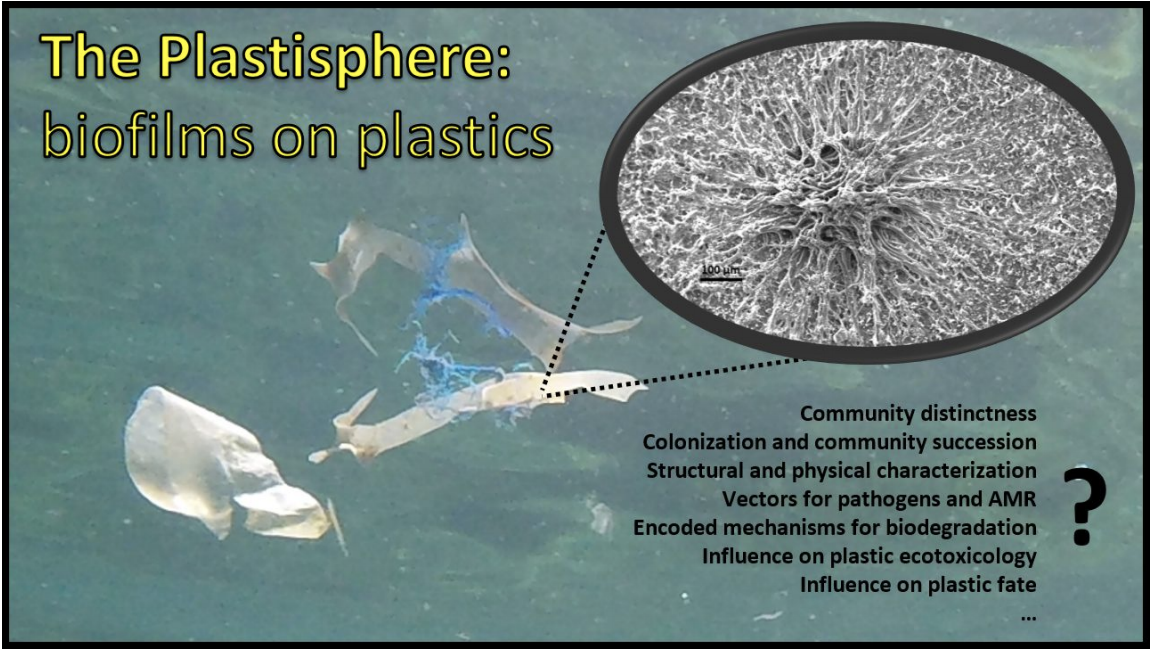 The Plastisphere:
biofilms on plastics
100 µm
Community distinctness
Colonization and community succession
Structural and physical characterization
Vectors for pathogens and AMR
Encoded mechanisms for biodegradation
Influence on plastic ecotoxicology
Influence on plastic fate
...
?